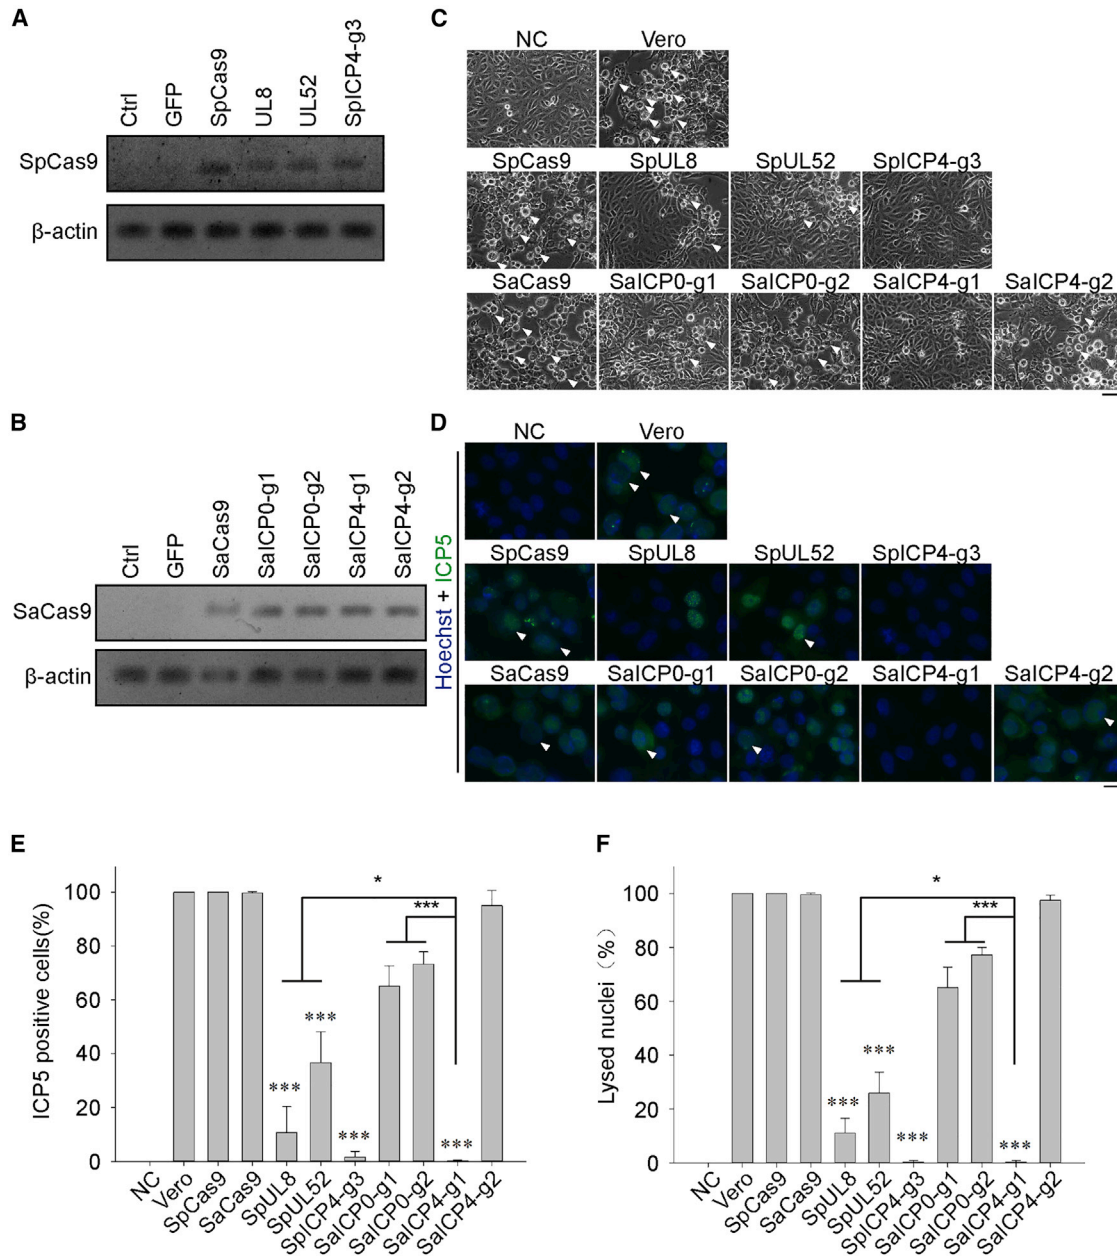 A
Ctrl
GFP
SpCas9
UL8
UL52
SpICP4-g3
SpCas9
β-actin
C
NC Vero
SpCas9 SpUL8 SpUL52 SpICP4-g3
SaCas9 SaICP0-g1 SaICP0-g2 SaICP4-g1 SaICP4-g2
B
Ctrl
GFP
SaCas9
SaICP0-g1
SaICP0-g2
SaICP4-g1
SaICP4-g2
SaCas9
β-actin
D
Hoechst + ICP5
NC Vero
SpCas9 SpUL8 SpUL52 SpICP4-g3
SaCas9 SaICP0-g1 SaICP0-g2 SaICP4-g1 SaICP4-g2
E
ICP5 positive cells(%)
100
80
60
40
20
0
*
***
***
***
***
***
NC
Vero
SpCas9
SaCas9
SpUL8
SpUL52
SpICP4-g3
SaICP0-g1
SaICP0-g2
SaICP4-g1
SaICP4-g2
F
Lysed nuclei（%）
100
80
60
40
20
0
*
***
***
***
***
***
NC
Vero
SpCas9
SaCas9
SpUL8
SpUL52
SpICP4-g3
SaICP0-g1
SaICP0-g2
SaICP4-g1
SaICP4-g2